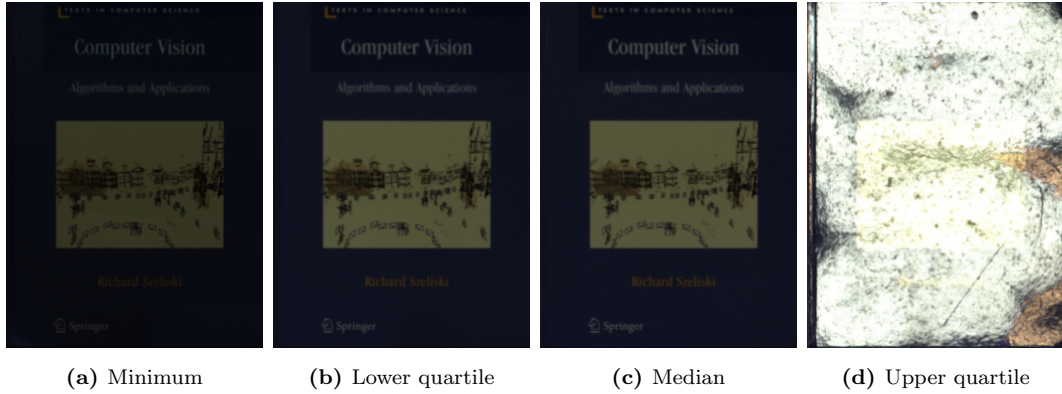 TEXTS IN COMPUTER SCIENCE
Computer Vision
Algorithms and Applications
Richard Szeliski
Springer
TEXTS IN COMPUTER SCIENCE
Computer Vision
Algorithms and Applications
Richard Szeliski
Springer
TEXTS IN COMPUTER SCIENCE
Computer Vision
Algorithms and Applications
Richard Szeliski
Springer
(a) Minimum
(b) Lower quartile
(c) Median
(d) Upper quartile